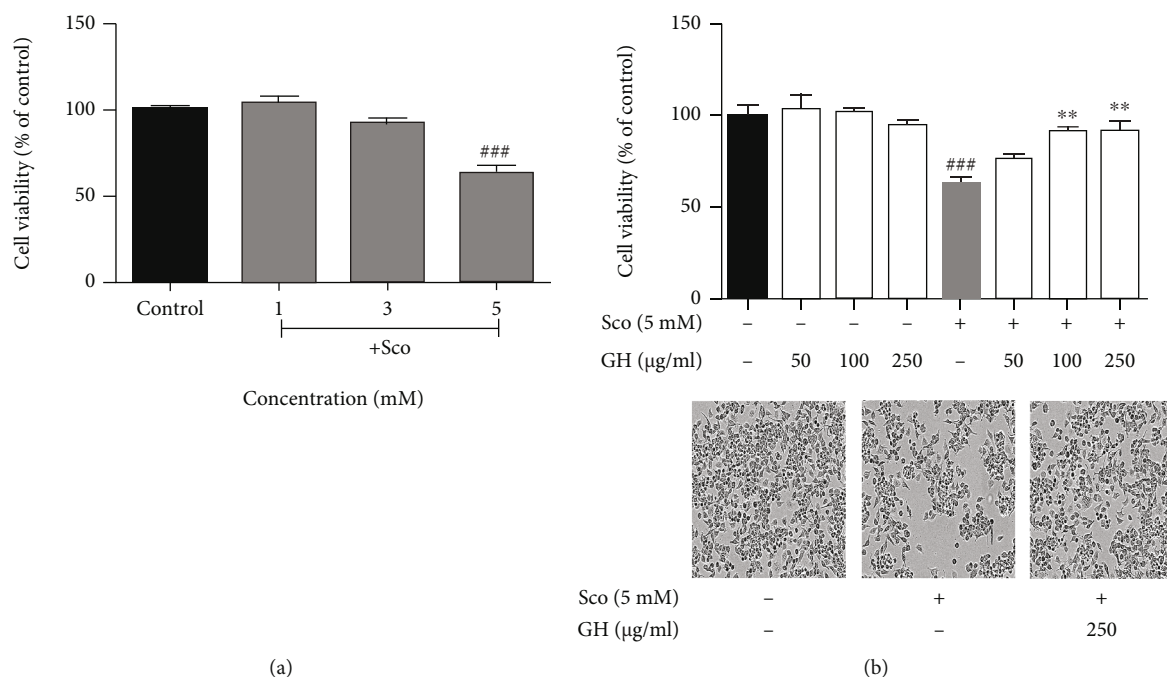 150
100
50
0
Cell viability (% of control)
###
Control 1 3 5
+Sco
Concentration (mM)
(a)
150
100
50
0
Cell viability (% of control)
###
**
**
Sco (5 mM) – – – – + + + +
GH (μg/ml) – 50 100 250 – 50 100 250
Sco (5 mM) – + +
GH (μg/ml) – – 250
(b)